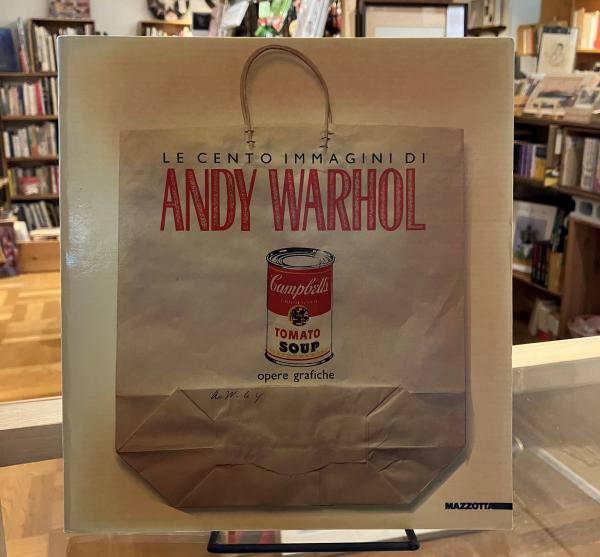 LE CENTO IMMAGINI DI
ANDY WARHOL
Campbell's
CONDENSED
TOMATO
SOUP
opere grafiche
MAZZOTTA